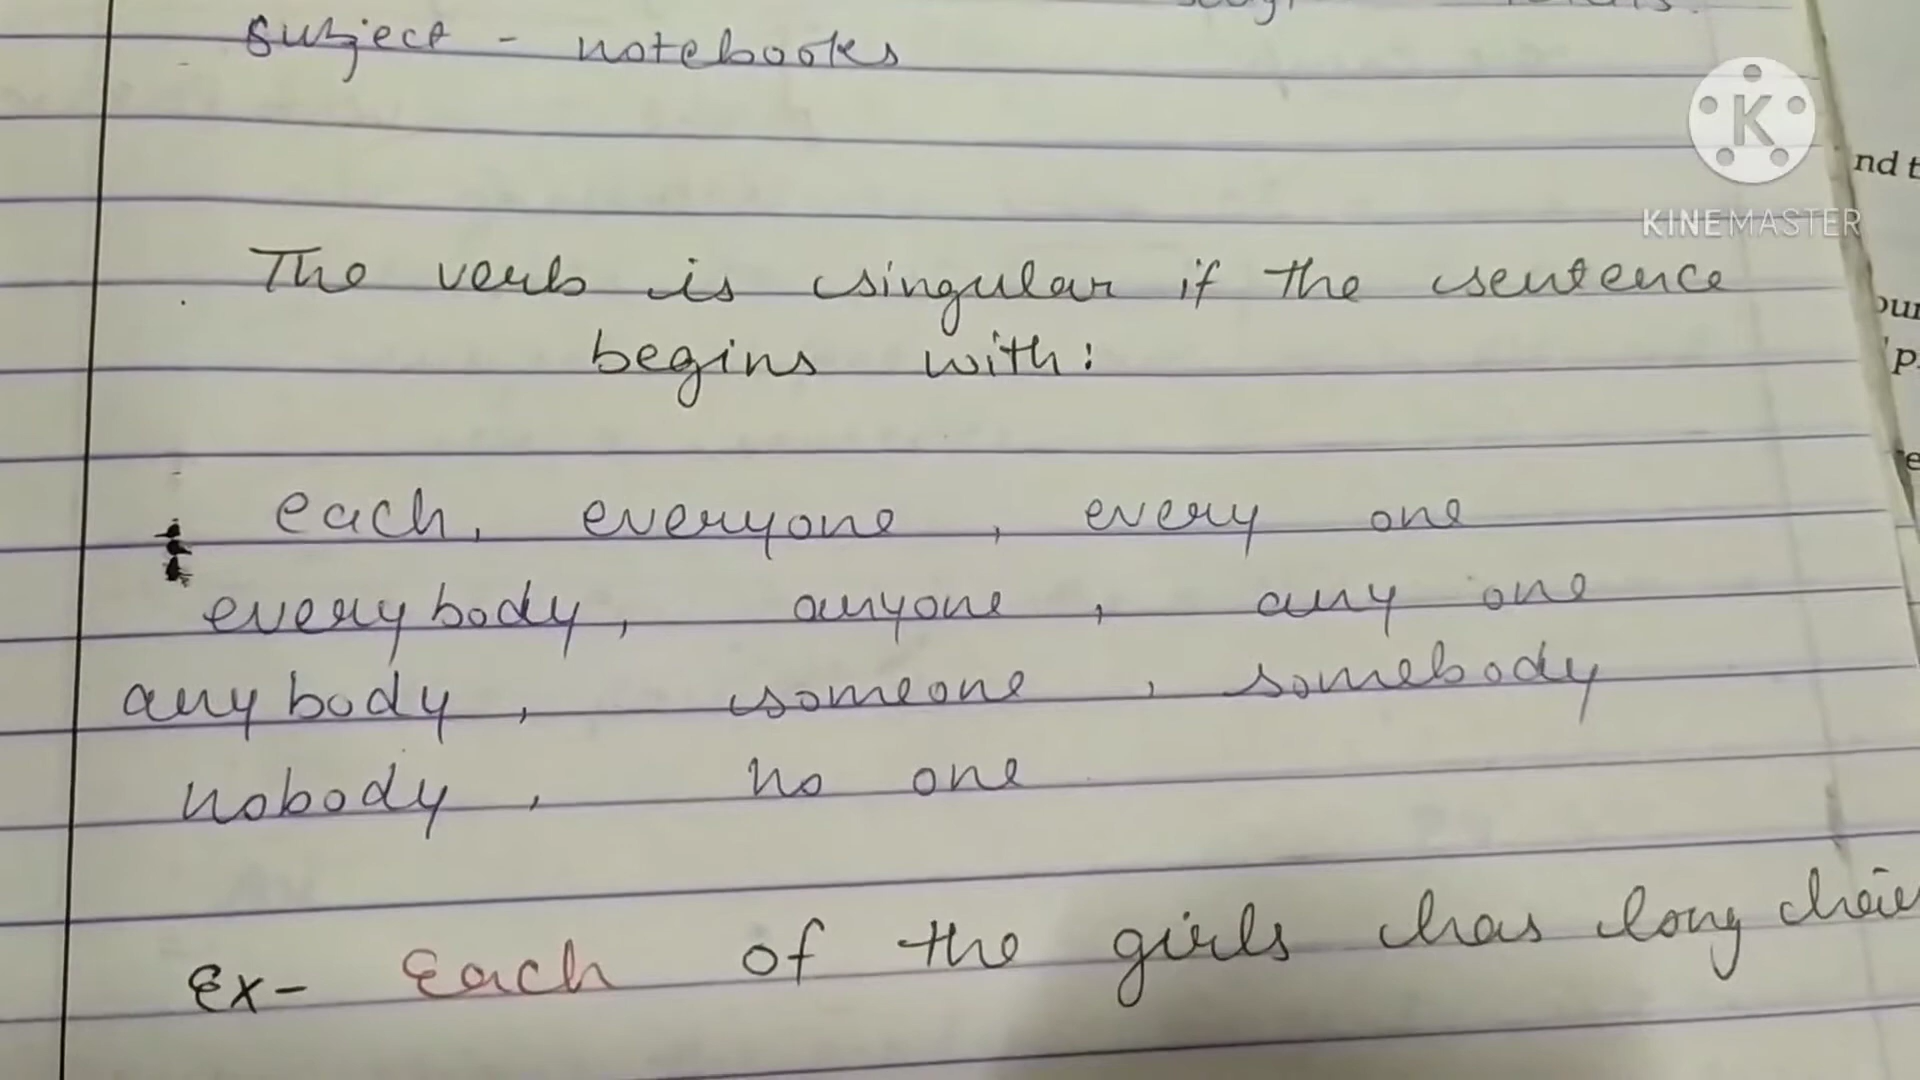 subject - notebooks
KINEMASTER
The verb is singular if the sentence
begins with:
each, everyone, every one
everybody, anyone, any one
anybody, someone, somebody
nobody, no one
Ex- Each of the girls has long
nd t